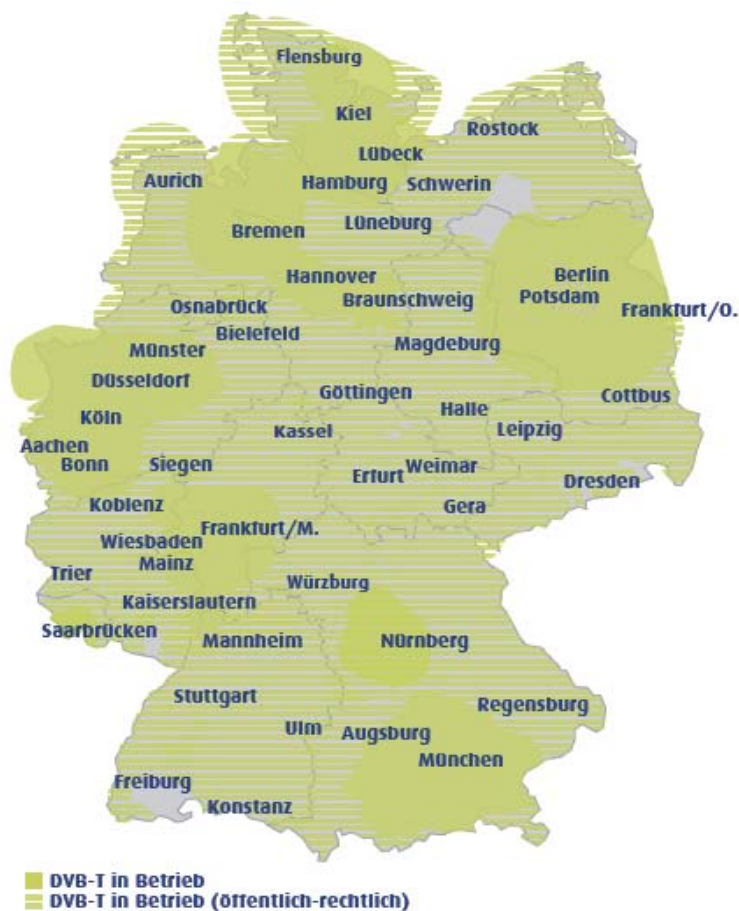 Flensburg
Kiel
Rostock
Lübeck
Aurich
Hamburg
Schwerin
Lüneburg
Bremen
Hannover
Berlin
Potsdam
Osnabrück
Braunschweig
Frankfurt/O.
Bielefeld
Münster
Magdeburg
Düsseldorf
Göttingen
Cottbus
Köln
Halle
Kassel
Leipzig
Aachen
Bonn
Siegen
Weimar
Erfurt
Dresden
Koblenz
Gera
Frankfurt/M.
Wiesbaden
Mainz
Trier
Würzburg
Kaiserslautern
Saarbrücken
Mannheim
Nürnberg
Stuttgart
Regensburg
Ulm
Augsburg
München
Freiburg
Konstanz
DVB-T in Betrieb
DVB-T in Betrieb (öffentlich-rechtlich)